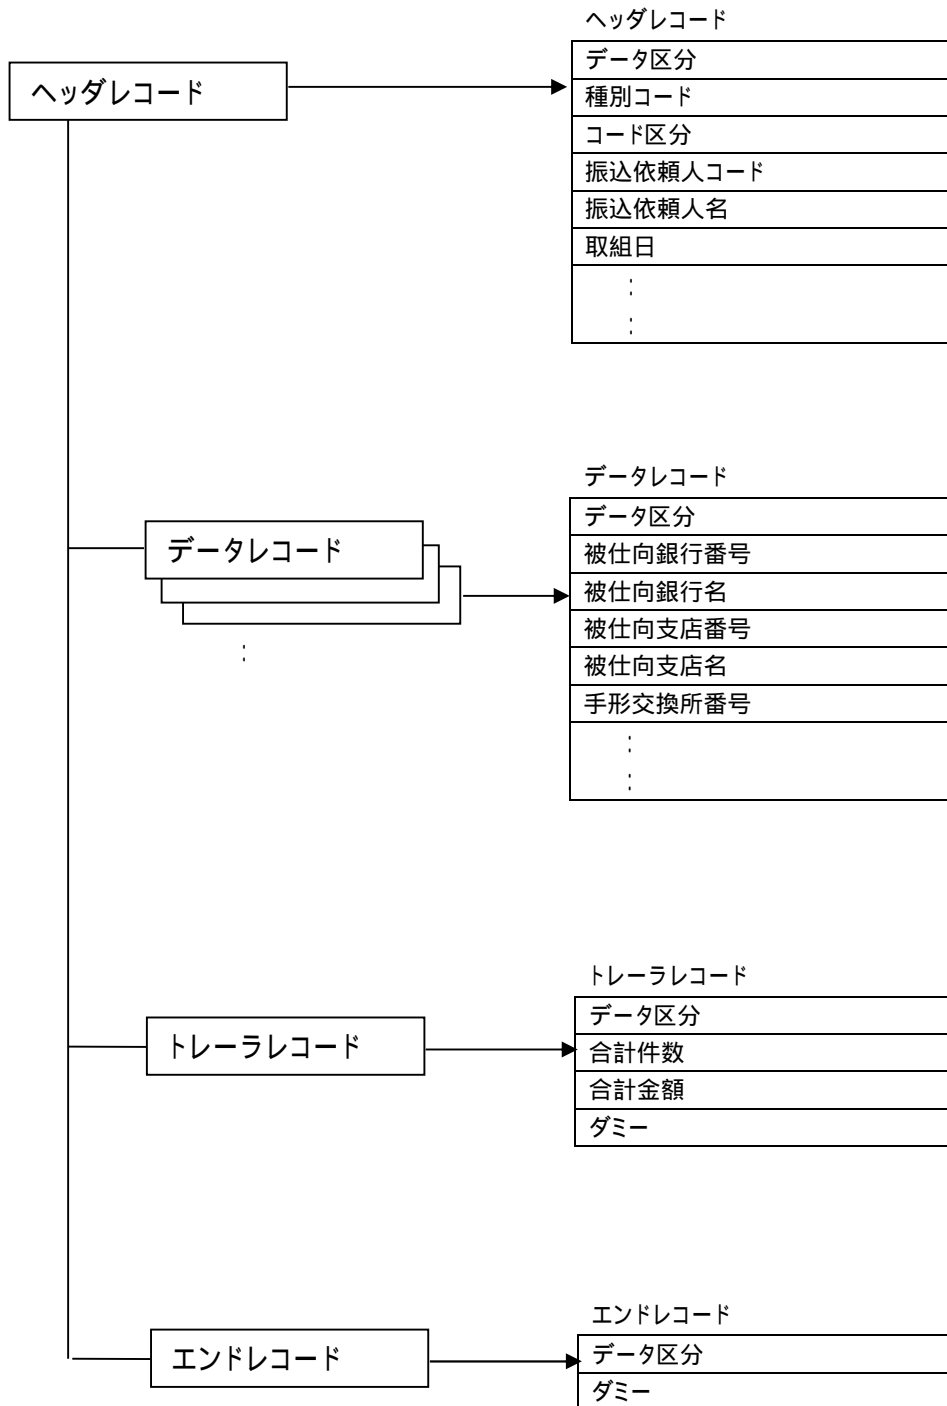 ヘッダレコード
ヘッダレコード
データ区分
種別コード
コード区分
振込依頼人コード
振込依頼人名
取組日
:
:
データレコード
:
データレコード
データ区分
被仕向銀行番号
被仕向銀行名
被仕向支店番号
被仕向支店名
手形交換所番号
:
:
トレーラレコード
トレーラレコード
データ区分
合計件数
合計金額
ダミー
エンドレコード
エンドレコード
データ区分
ダミー